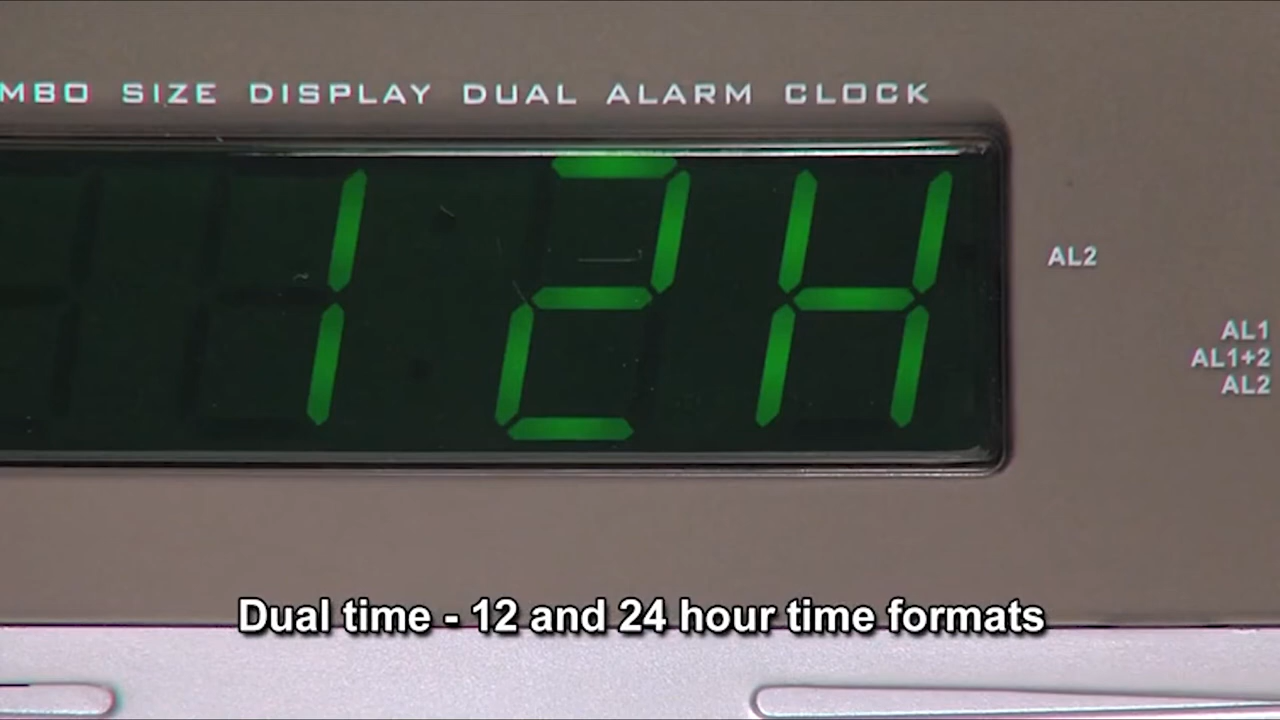 MBO SIZE DISPLAY DUAL ALARM CLOCK
12H
AL2
AL1
AL1+2
AL2
Dual time - 12 and 24 hour time formats